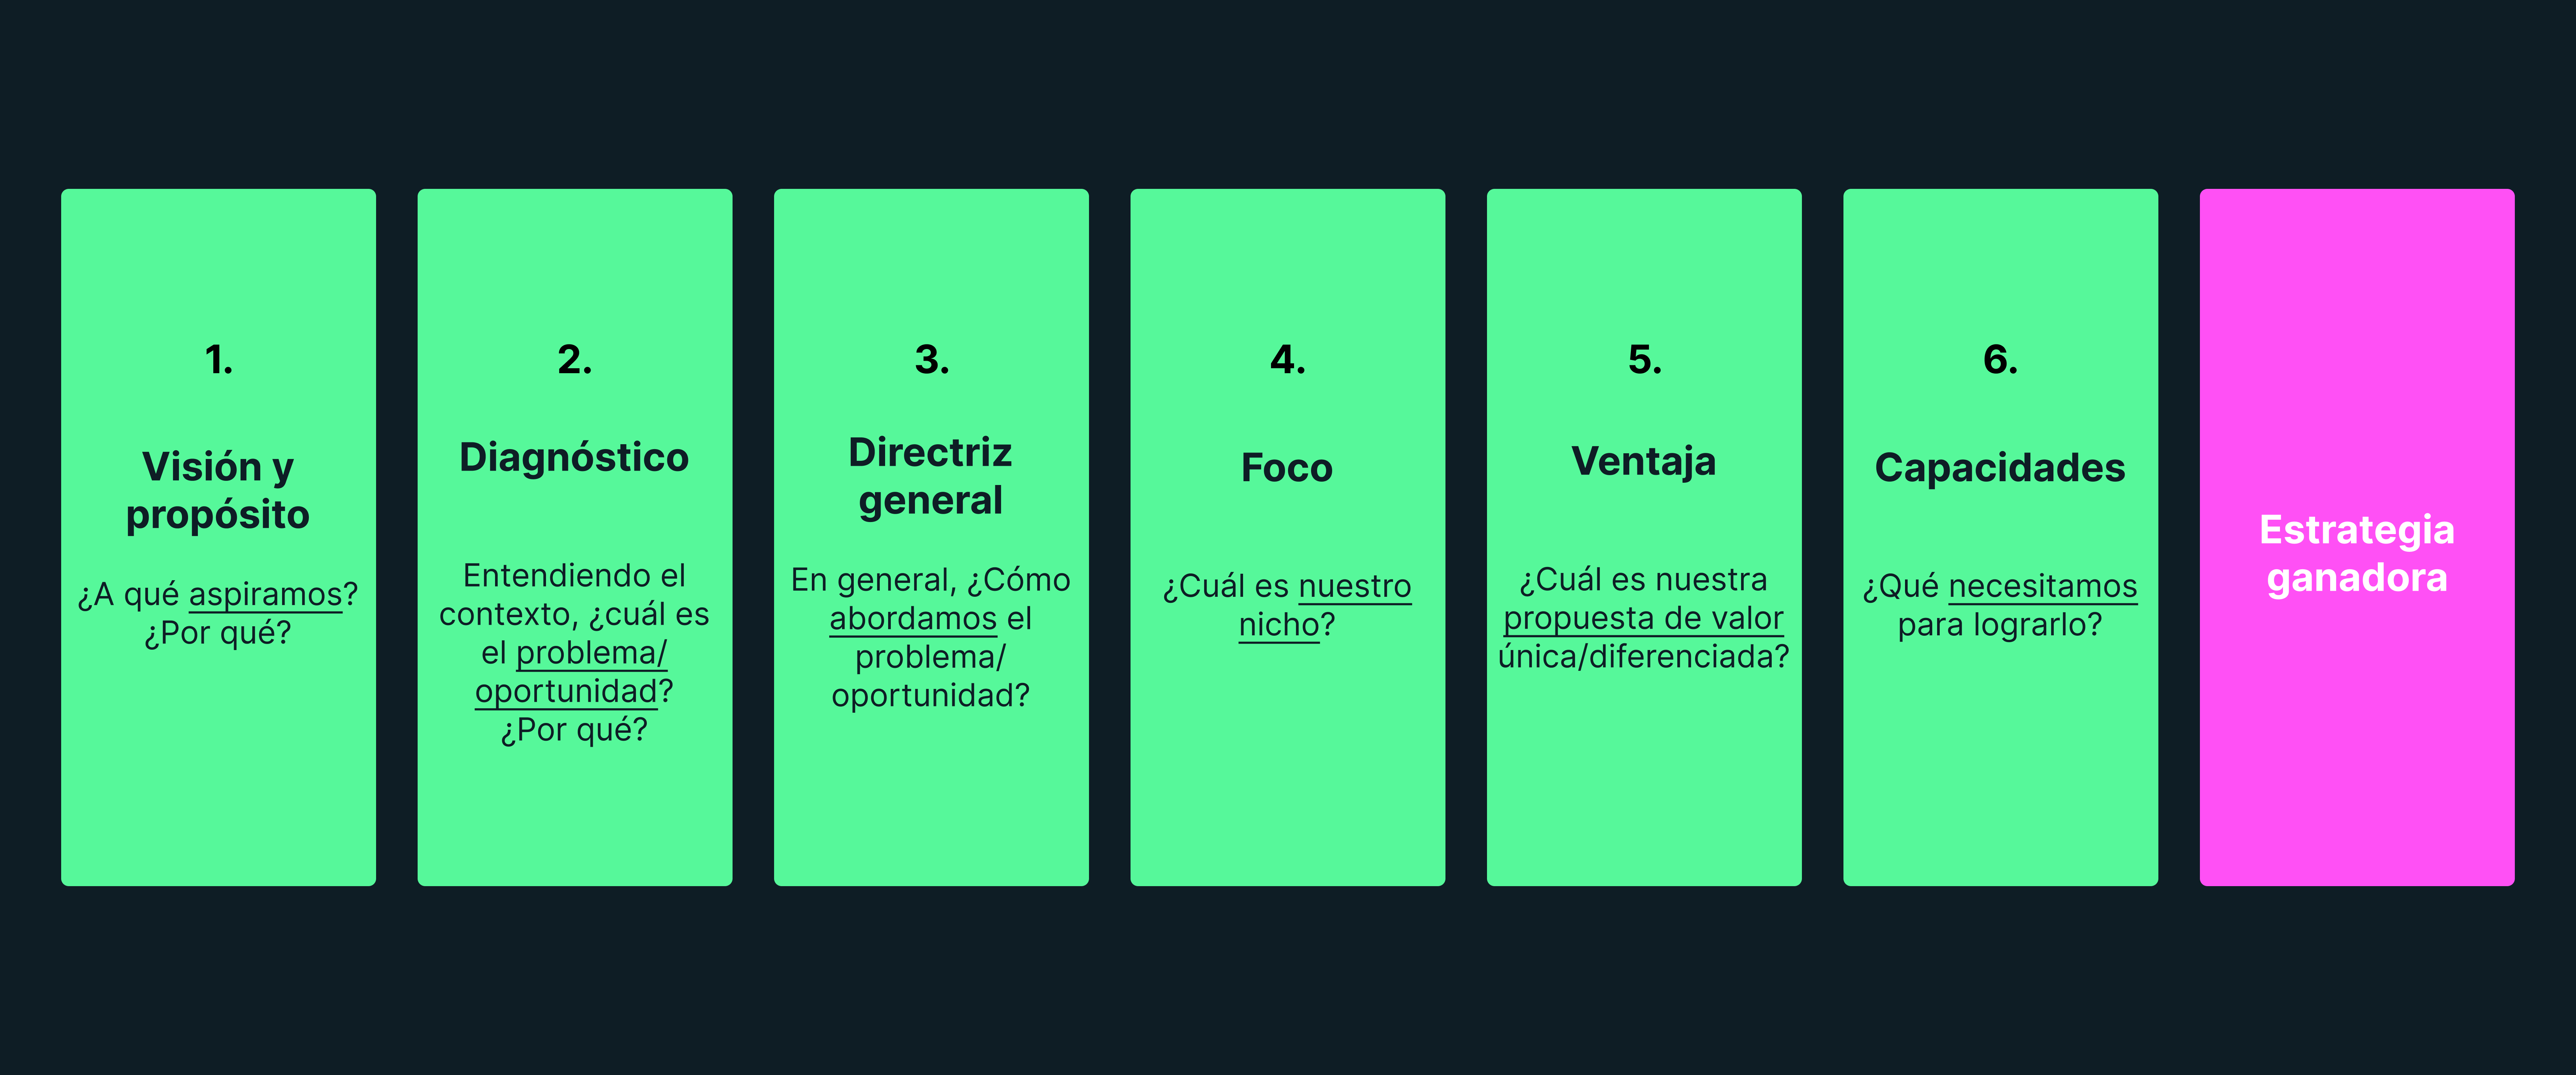 1.
Visión y
propósito
¿A qué aspiramos?
¿Por qué?
2.
Diagnóstico
Entendiendo el
contexto, ¿cuál es
el problema/
oportunidad?
¿Por qué?
3.
Directriz
general
En general, ¿Cómo
abordamos el
problema/
oportunidad?
4.
Foco
¿Cuál es nuestro
nicho?
5.
Ventaja
¿Cuál es nuestra
propuesta de valor
única/diferenciada?
6.
Capacidades
¿Qué necesitamos
para lograrlo?
Estrategia
ganadora